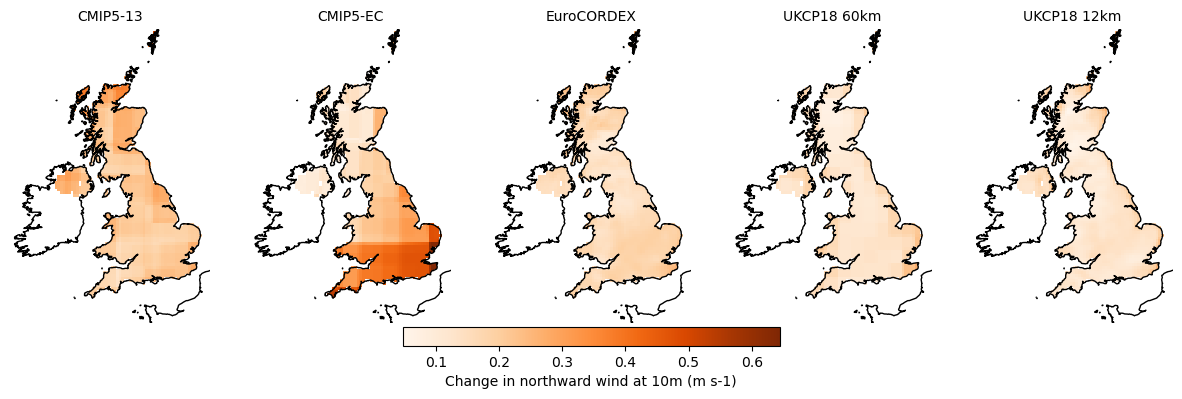 CMIP5-13 CMIP5-EC EuroCORDEX UKCP18 60km UKCP18 12km
0.1 0.2 0.3 0.4 0.5 0.6
Change in northward wind at 10m (m s-1)